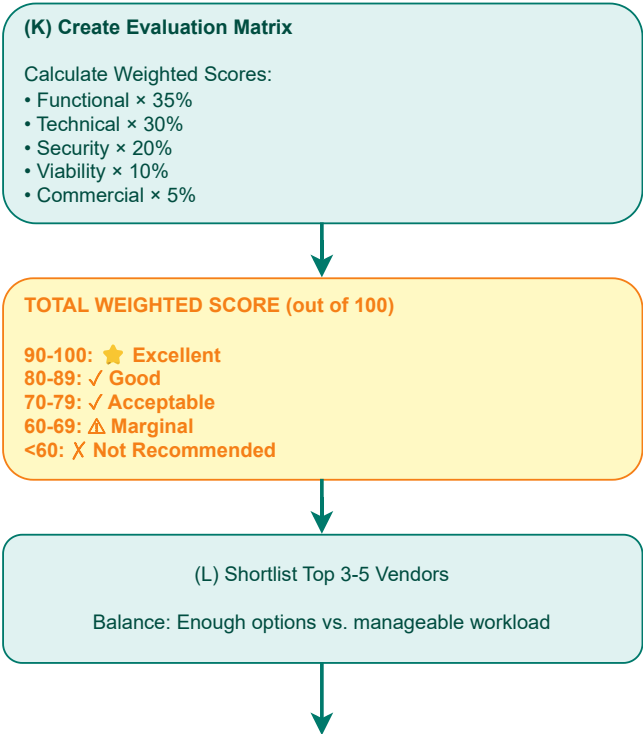 (K) Create Evaluation Matrix
Calculate Weighted Scores:
• Functional × 35%
• Technical × 30%
• Security × 20%
• Viability × 10%
• Commercial × 5%
TOTAL WEIGHTED SCORE (out of 100)
90-100: ⭐ Excellent
80-89: ✓ Good
70-79: ✓ Acceptable
60-69: ⚠ Marginal
<60: ✗ Not Recommended
(L) Shortlist Top 3-5 Vendors
Balance: Enough options vs. manageable workload